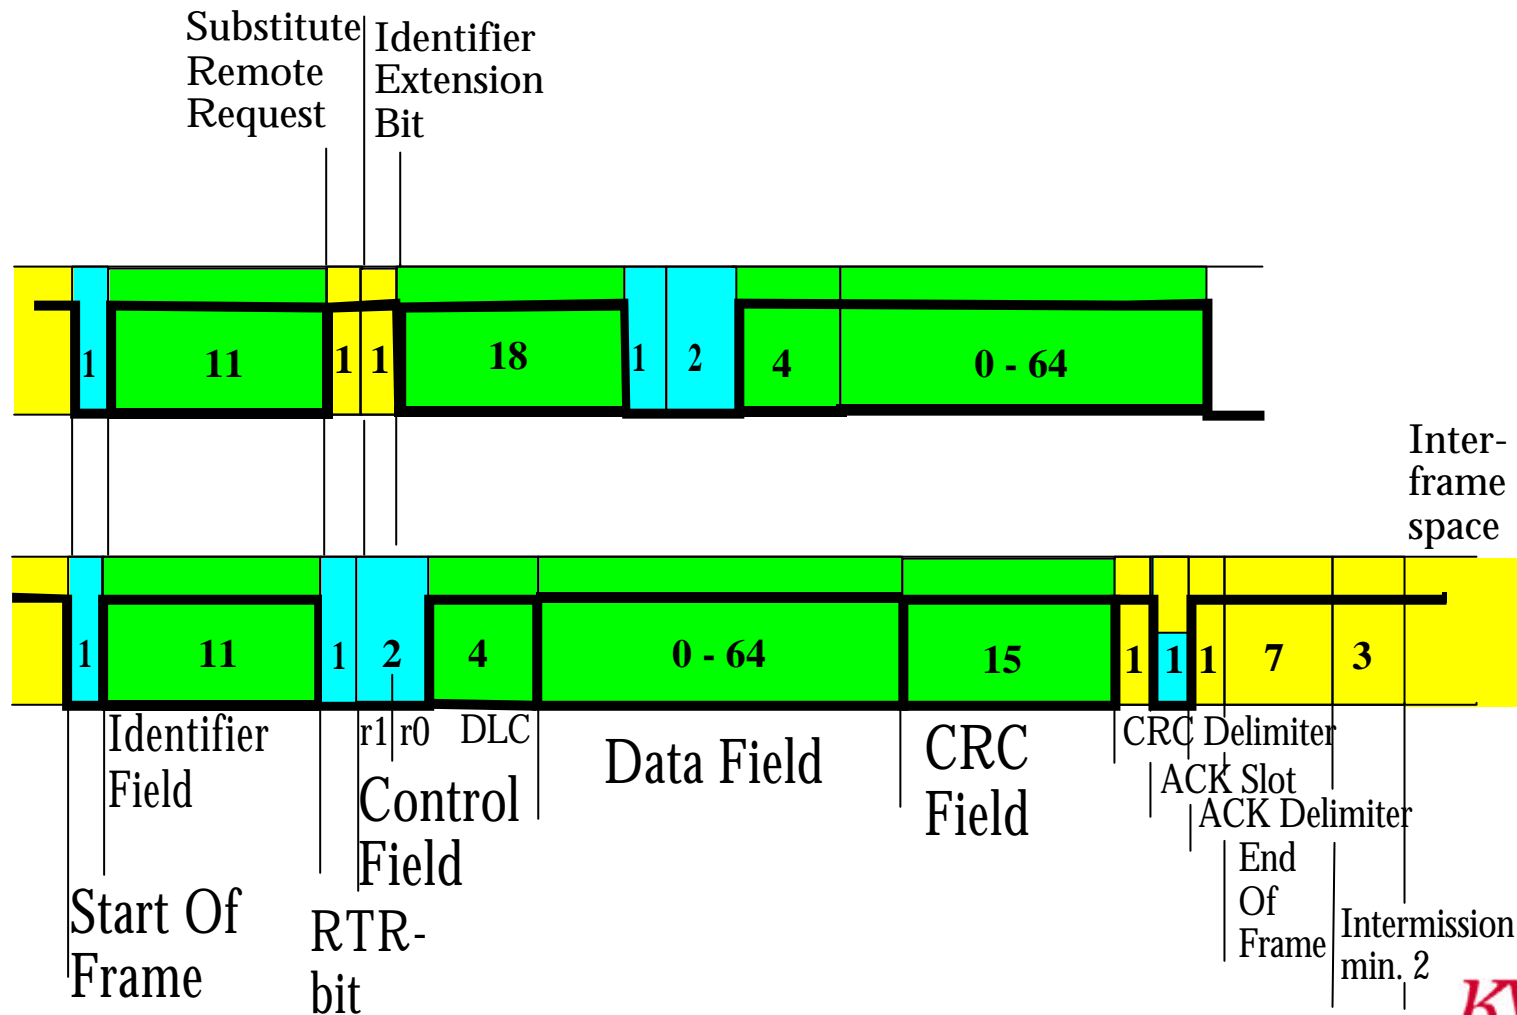 Substitute
Remote
Request
Identifier
Extension
Bit
1 11 1 1 18 1 2 4 0 - 64
Inter-
frame
space
1 11 1 2 4 0 - 64 15 1 1 1 7 3
Identifier
Field
r1 r0 DLC
Control
Field
Data Field
CRC
Field
CRC Delimiter
ACK Slot
ACK Delimiter
End
Of
Frame
Intermission
min. 2
Start Of
Frame
RTR-
bit